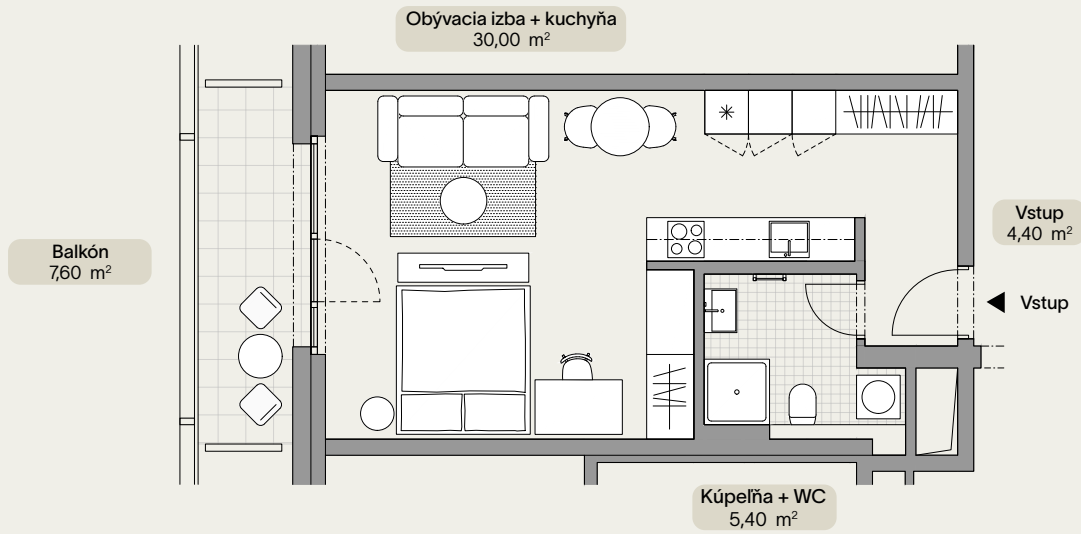 Obývacia izba + kuchyňa
30,00 m²
Vstup
4,40 m²
Balkón
7,60 m²
Vstup
Kúpeľňa + WC
5,40 m²